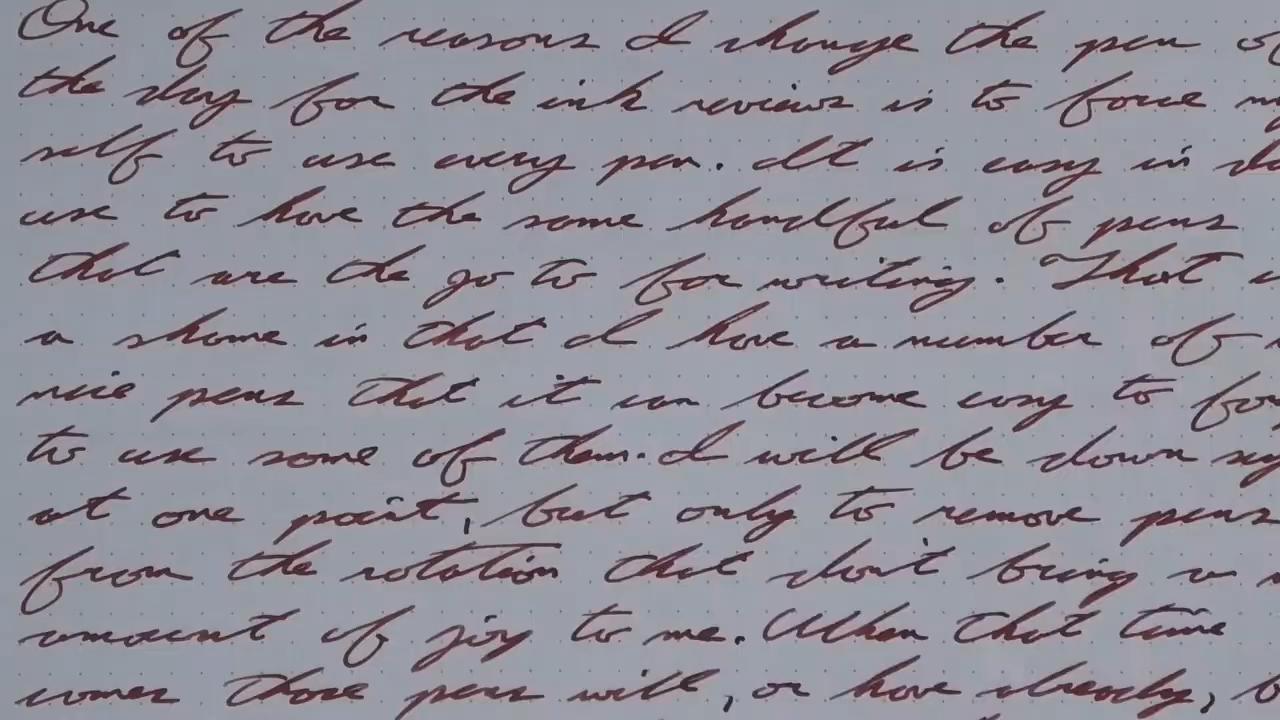 One of the reasons I change the pen of
the day for the ink reviews is to force my
self to use every pen. It is easy in
use to have the same handful of pens
that are the go to for writing. That
a shame in that I have a number of
nice pens that it can become easy to
to use some of them. I will be down
at one point, but only to remove pens
from the rotation that don't bring a
amount of joy to me. When that time
comes those pens will, or have already,